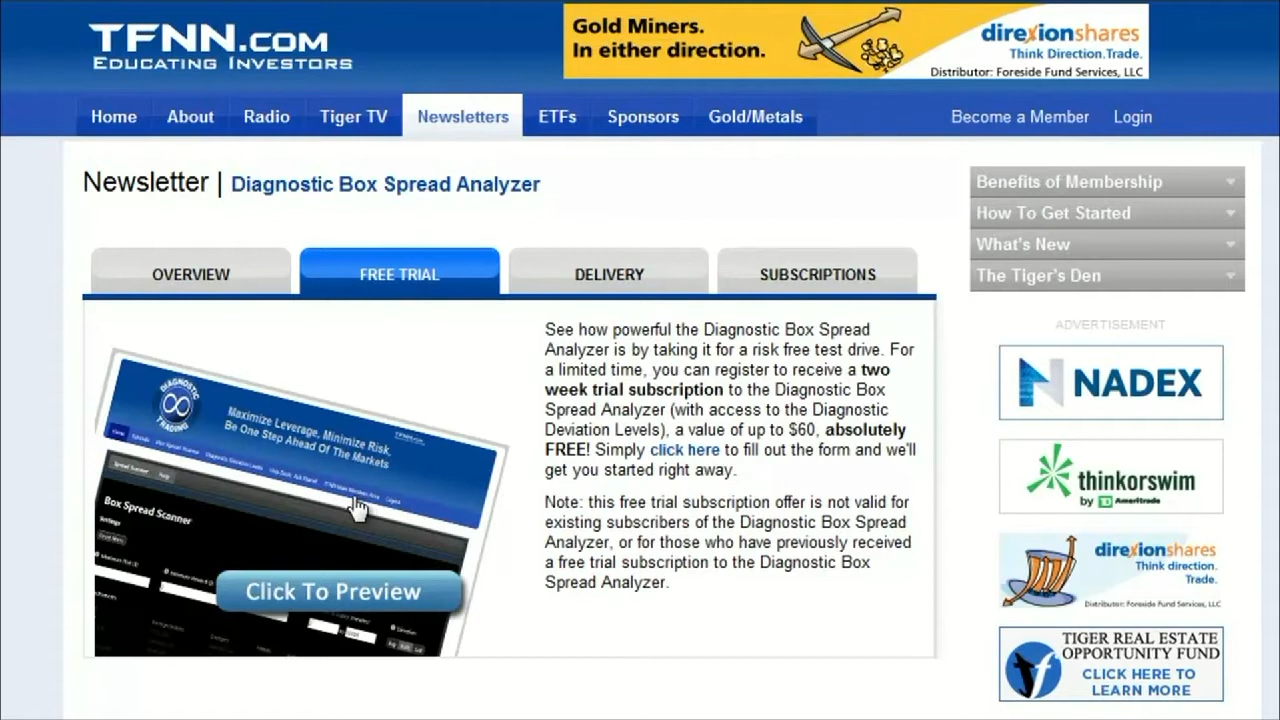 TFNN.COM
EDUCATING INVESTORS
Gold Miners.
In either direction.
direxionshares
Think Direction.Trade.
Distributor: Foreside Fund Services, LLC
Home
About
Radio
Tiger TV
Newsletters
ETFs
Sponsors
Gold/Metals
Become a Member
Login
Newsletter | Diagnostic Box Spread Analyzer
Benefits of Membership
How To Get Started
What's New
The Tiger's Den
OVERVIEW
FREE TRIAL
DELIVERY
SUBSCRIPTIONS
See how powerful the Diagnostic Box Spread
Analyzer is by taking it for a risk free test drive. For
a limited time, you can register to receive a two
week trial subscription to the Diagnostic Box
Spread Analyzer (with access to the Diagnostic
Deviation Levels), a value of up to $60, absolutely
FREE! Simply click here to fill out the form and we'll
get you started right away.
Note: this free trial subscription offer is not valid for
existing subscribers of the Diagnostic Box Spread
Analyzer, or for those who have previously received
a free trial subscription to the Diagnostic Box
Spread Analyzer.
DIAGNOSTIC
TRADING
Maximize Leverage, Minimize Risk.
Be One Step Ahead Of The Markets
TFNN.COM
Spread Scanner
Help
Box Spread Scanner
Settings
Click To Preview
ADVERTISEMENT
NADEX
thinkorswim
by TD Ameritrade
direxionshares
Think direction.
Trade.
Distributor: Foreside Fund Services, LLC
TIGER REAL ESTATE
OPPORTUNITY FUND
CLICK HERE TO
LEARN MORE